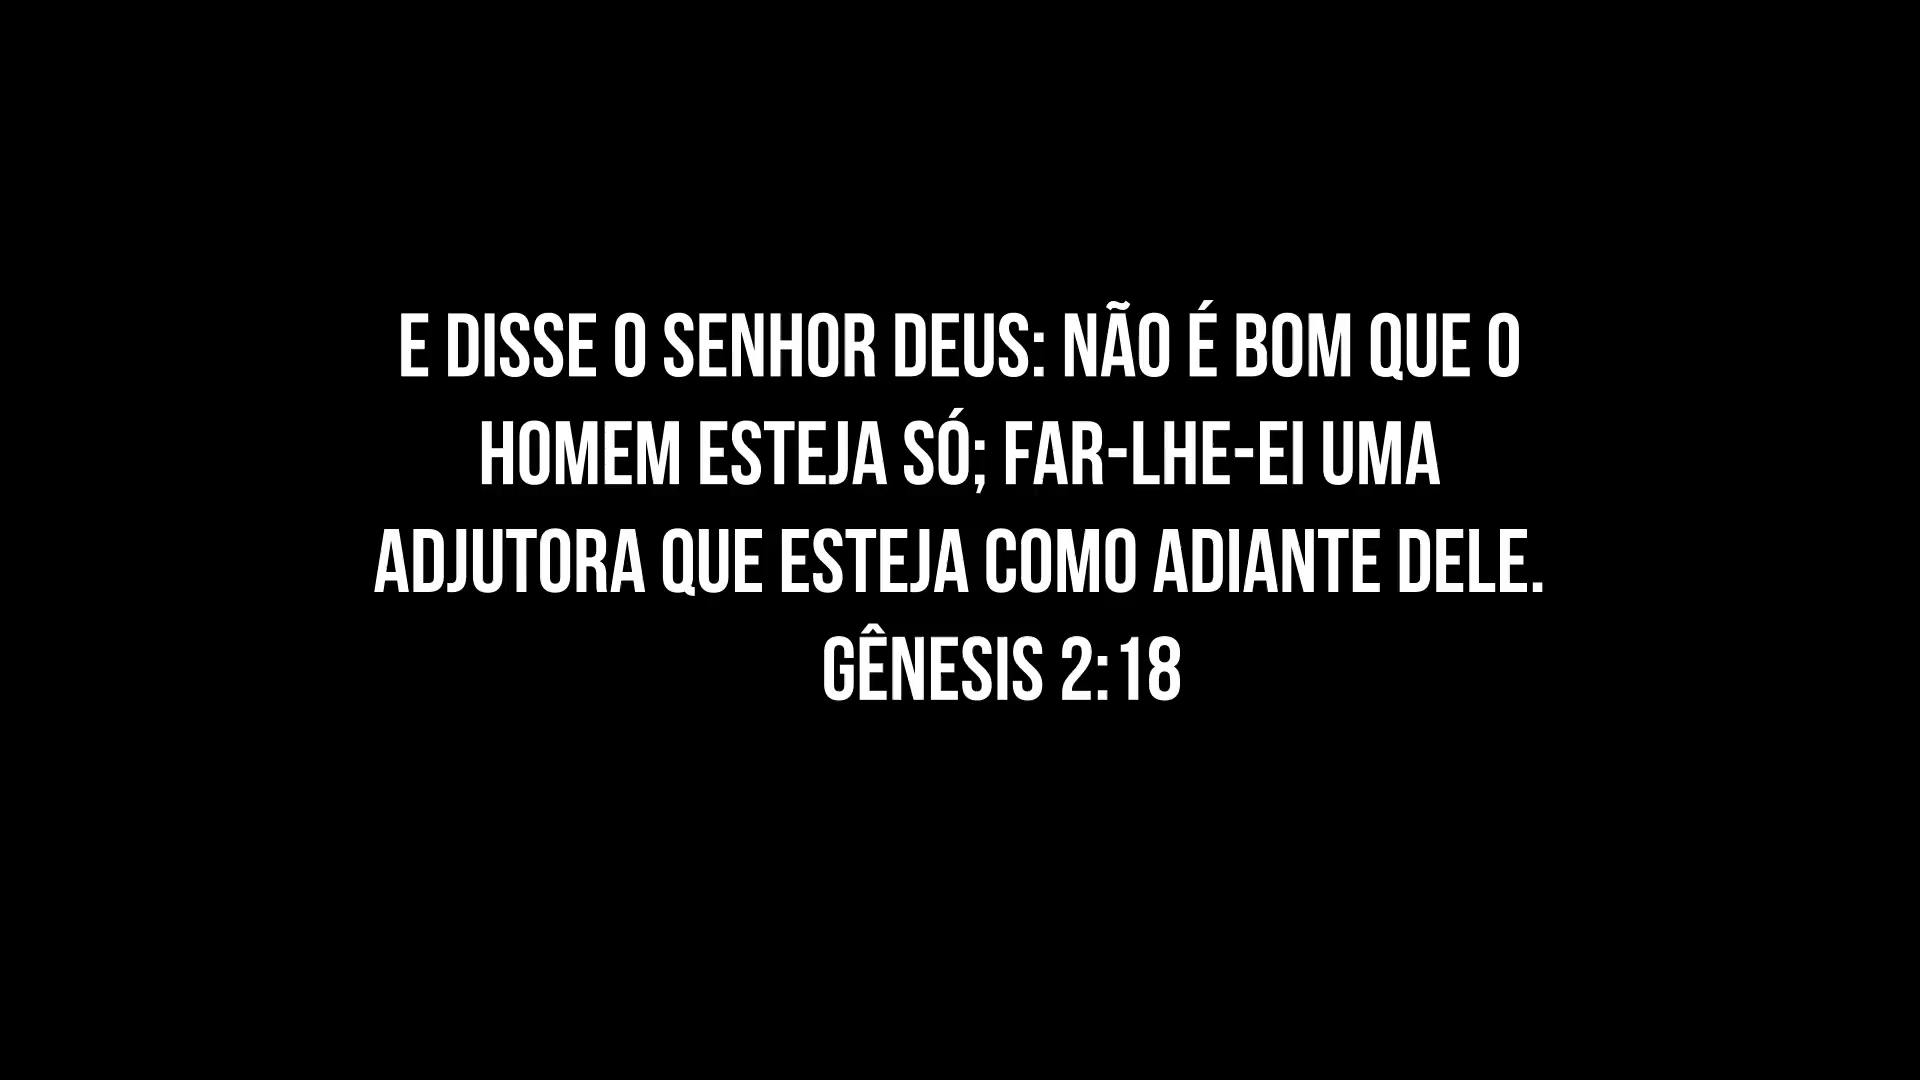 E DISSE O SENHOR DEUS: NÃO É BOM QUE O
HOMEM ESTEJA SÓ; FAR-LHE-EI UMA
ADJUTORA QUE ESTEJA COMO ADIANTE DELE.
GÊNESIS 2:18